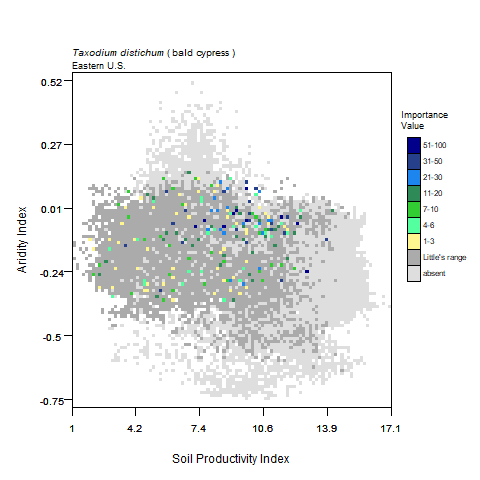 Taxodium distichum ( bald cypress )
Eastern U.S.
Importance
Value
51-100
31-50
21-30
11-20
7-10
4-6
1-3
Little's range
absent
0.52
0.27
0.01
-0.24
-0.5
-0.75
Aridity Index
1 4.2 7.4 10.6 13.9 17.1
Soil Productivity Index